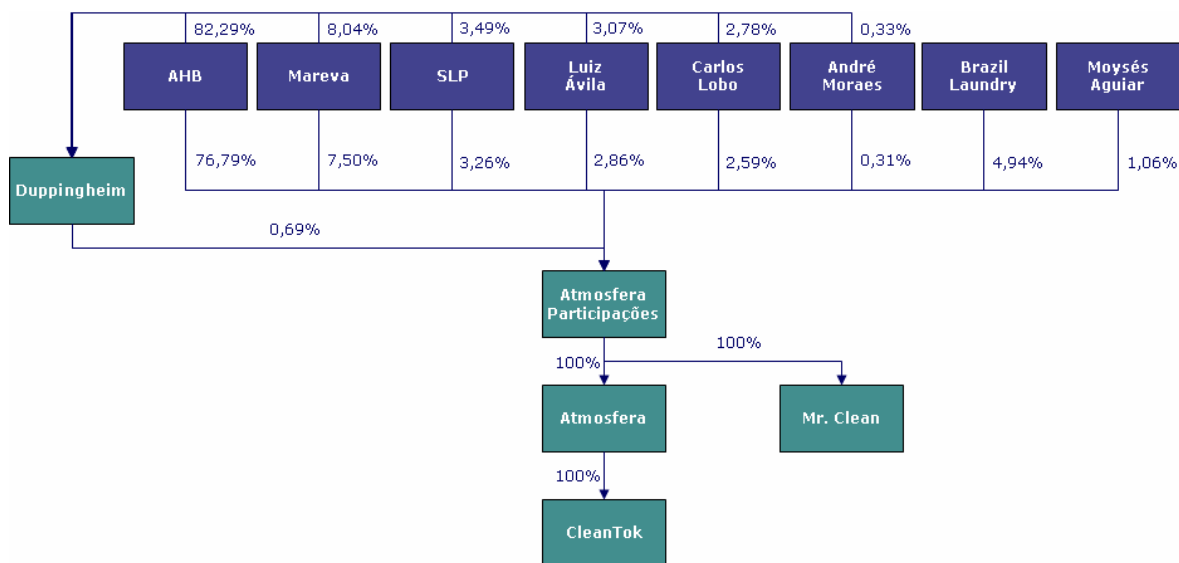 82,29%
8,04%
3,49%
3,07%
2,78%
0,33%
AHB
Mareva
SLP
Luiz
Ávila
Carlos
Lobo
André
Moraes
Brazil
Laundry
Moysés
Aguiar
76,79%
7,50%
3,26%
2,86%
2,59%
0,31%
4,94%
1,06%
Duppingheim
0,69%
Atmosfera
Participações
100%
100%
Atmosfera
Mr. Clean
100%
CleanTok